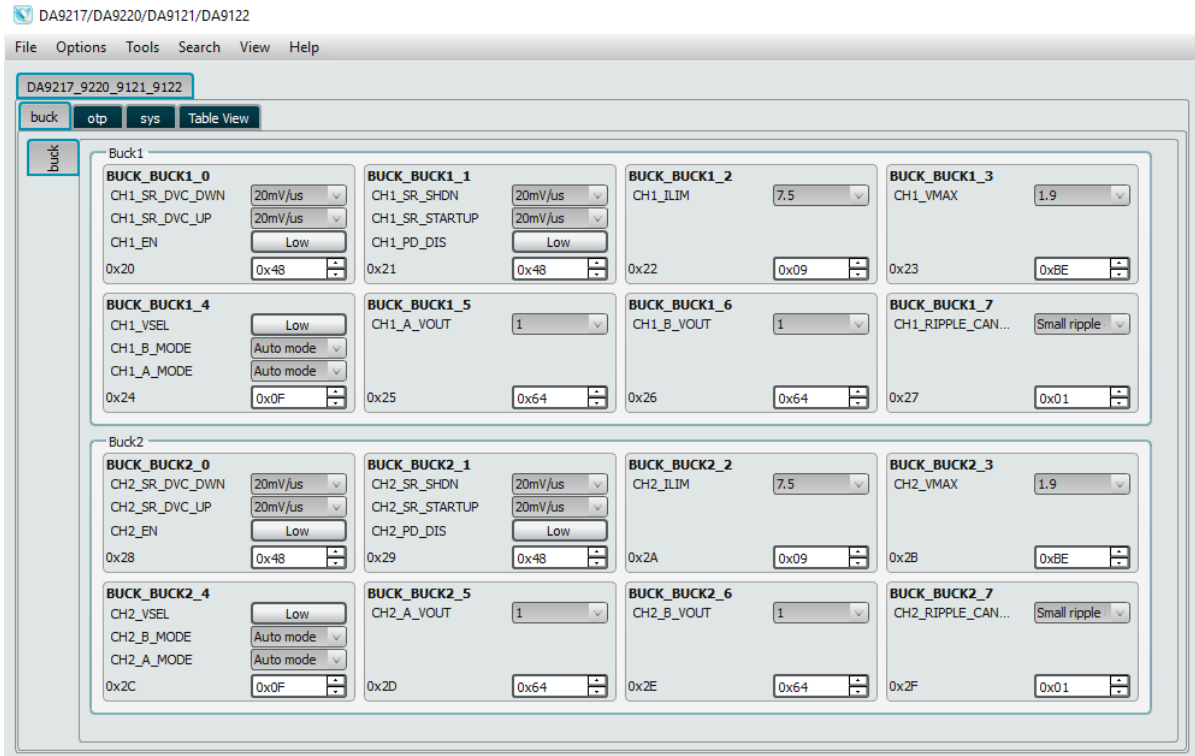 DA9217/DA9220/DA9121/DA9122
File Options Tools Search View Help
DA9217_9220_9121_9122
buck otp sys Table View
buck
Buck1
BUCK_BUCK1_0 BUCK_BUCK1_1 BUCK_BUCK1_2 BUCK_BUCK1_3
CH1_SR_DVC_DWN 20mV/us CH1_SR_SHDN 20mV/us CH1_ILIM 7.5 CH1_VMAX 1.9
CH1_SR_DVC_UP 20mV/us CH1_SR_STARTUP 20mV/us
CH1_EN Low CH1_PD_DIS Low
0x20 0x48 0x21 0x48 0x22 0x09 0x23 0xBE
BUCK_BUCK1_4 BUCK_BUCK1_5 BUCK_BUCK1_6 BUCK_BUCK1_7
CH1_VSEL Low CH1_A_VOUT 1 CH1_B_VOUT 1 CH1_RIPPLE_CAN... Small ripple
CH1_B_MODE Auto mode
CH1_A_MODE Auto mode
0x24 0x0F 0x25 0x64 0x26 0x64 0x27 0x01
Buck2
BUCK_BUCK2_0 BUCK_BUCK2_1 BUCK_BUCK2_2 BUCK_BUCK2_3
CH2_SR_DVC_DWN 20mV/us CH2_SR_SHDN 20mV/us CH2_ILIM 7.5 CH2_VMAX 1.9
CH2_SR_DVC_UP 20mV/us CH2_SR_STARTUP 20mV/us
CH2_EN Low CH2_PD_DIS Low
0x28 0x48 0x29 0x48 0x2A 0x09 0x2B 0xBE
BUCK_BUCK2_4 BUCK_BUCK2_5 BUCK_BUCK2_6 BUCK_BUCK2_7
CH2_VSEL Low CH2_A_VOUT 1 CH2_B_VOUT 1 CH2_RIPPLE_CAN... Small ripple
CH2_B_MODE Auto mode
CH2_A_MODE Auto mode
0x2C 0x0F 0x2D 0x64 0x2E 0x64 0x2F 0x01